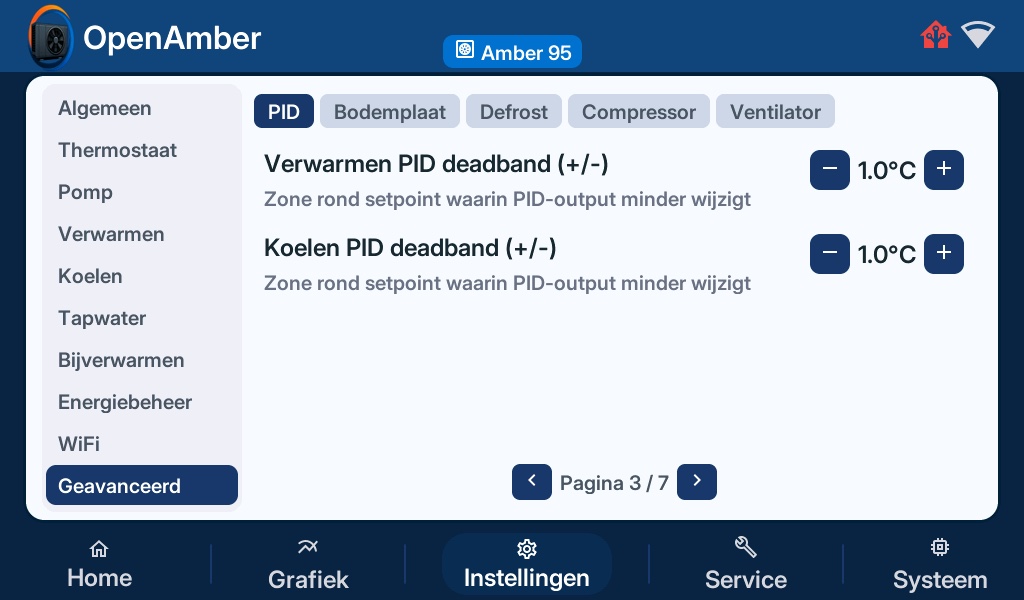 OpenAmber
Amber 95
Algemeen
Thermostaat
Pomp
Verwarmen
Koelen
Tapwater
Bijverwarmen
Energiebeheer
WiFi
Geavanceerd
PID Bodemplaat Defrost Compressor Ventilator
Verwarmen PID deadband (+/-)
Zone rond setpoint waarin PID-output minder wijzigt
− 1.0°C +
Koelen PID deadband (+/-)
Zone rond setpoint waarin PID-output minder wijzigt
− 1.0°C +
‹ Pagina 3 / 7 ›
Home Grafiek Instellingen Service Systeem